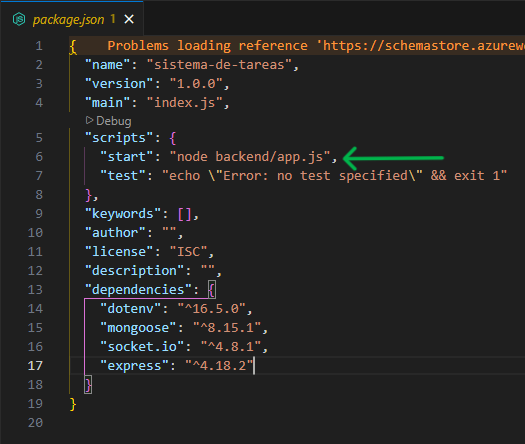 package.json 1 ×
1 { Problems loading reference 'https://schemastore.azurewe
2 "name": "sistema-de-tareas",
3 "version": "1.0.0",
4 "main": "index.js",
Debug
5 "scripts": {
6 "start": "node backend/app.js",
7 "test": "echo \"Error: no test specified\" && exit 1"
8 },
9 "keywords": [],
10 "author": "",
11 "license": "ISC",
12 "description": "",
13 "dependencies": {
14 "dotenv": "^16.5.0",
15 "mongoose": "^8.15.1",
16 "socket.io": "^4.8.1",
17 "express": "^4.18.2"
18 }
19 }
20